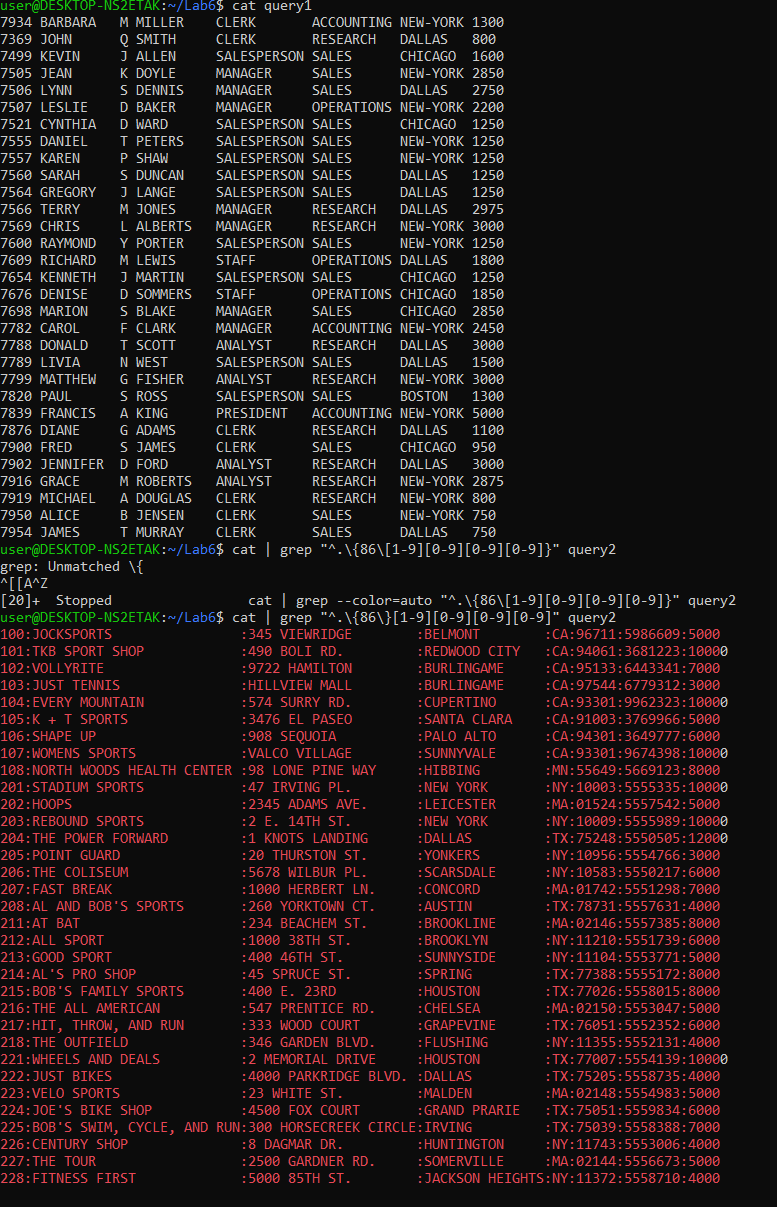 user@DESKTOP-NS2ETAK:~/Lab6$ cat query1
7934 BARBARA   M MILLER    CLERK       ACCOUNTING NEW-YORK 1300
7369 JOHN      Q SMITH     CLERK       RESEARCH   DALLAS   800
7499 KEVIN     J ALLEN     SALESPERSON SALES      CHICAGO  1600
7505 JEAN      K DOYLE     MANAGER     SALES      NEW-YORK 2850
7506 LYNN      S DENNIS    MANAGER     SALES      DALLAS   2750
7507 LESLIE    D BAKER     MANAGER     OPERATIONS NEW-YORK 2200
7521 CYNTHIA   D WARD      SALESPERSON SALES      CHICAGO  1250
7555 DANIEL    T PETERS    SALESPERSON SALES      NEW-YORK 1250
7557 KAREN     P SHAW      SALESPERSON SALES      NEW-YORK 1250
7560 SARAH     S DUNCAN    SALESPERSON SALES      DALLAS   1250
7564 GREGORY   J LANGE     SALESPERSON SALES      DALLAS   1250
7566 TERRY     M JONES     MANAGER     RESEARCH   DALLAS   2975
7569 CHRIS     L ALBERTS   MANAGER     RESEARCH   NEW-YORK 3000
7600 RAYMOND   Y PORTER    SALESPERSON SALES      NEW-YORK 1250
7609 RICHARD   M LEWIS     STAFF       OPERATIONS DALLAS   1800
7654 KENNETH   J MARTIN    SALESPERSON SALES      CHICAGO  1250
7676 DENISE    D SOMMERS   STAFF       OPERATIONS CHICAGO  1850
7698 MARION    S BLAKE     MANAGER     SALES      CHICAGO  2850
7782 CAROL     F CLARK     MANAGER     ACCOUNTING NEW-YORK 2450
7788 DONALD    T SCOTT     ANALYST     RESEARCH   DALLAS   3000
7789 LIVIA     N WEST      SALESPERSON SALES      DALLAS   1500
7799 MATTHEW   G FISHER    ANALYST     RESEARCH   NEW-YORK 3000
7820 PAUL      S ROSS      SALESPERSON SALES      BOSTON   1300
7839 FRANCIS   A KING      PRESIDENT   ACCOUNTING NEW-YORK 5000
7876 DIANE     G ADAMS     CLERK       RESEARCH   DALLAS   1100
7900 FRED      S JAMES     CLERK       SALES      CHICAGO  950
7902 JENNIFER  D FORD      ANALYST     RESEARCH   DALLAS   3000
7916 GRACE     M ROBERTS   ANALYST     RESEARCH   NEW-YORK 2875
7919 MICHAEL   A DOUGLAS   CLERK       RESEARCH   NEW-YORK 800
7950 ALICE     B JENSEN    CLERK       SALES      NEW-YORK 750
7954 JAMES     T MURRAY    CLERK       SALES      DALLAS   750
user@DESKTOP-NS2ETAK:~/Lab6$ cat | grep "^.\{86\[1-9][0-9][0-9][0-9]}" query2
grep: Unmatched \{
^[[A^Z
[20]+  Stopped                 cat | grep --color=auto "^.\{86\[1-9][0-9][0-9][0-9]}" query2
user@DESKTOP-NS2ETAK:~/Lab6$ cat | grep "^.\{86\}[1-9][0-9][0-9][0-9]" query2
100:JOCKSPORTS                :345 VIEWRIDGE        :BELMONT        :CA:96711:5986609:5000
101:TKB SPORT SHOP            :490 BOLI RD.         :REDWOOD CITY   :CA:94061:3681223:10000
102:VOLLYRITE                 :9722 HAMILTON        :BURLINGAME     :CA:95133:6443341:7000
103:JUST TENNIS               :HILLVIEW MALL        :BURLINGAME     :CA:97544:6779312:3000
104:EVERY MOUNTAIN            :574 SURRY RD.        :CUPERTINO      :CA:93301:9962323:10000
105:K + T SPORTS              :3476 EL PASEO        :SANTA CLARA    :CA:91003:3769966:5000
106:SHAPE UP                  :908 SEQUOIA          :PALO ALTO      :CA:94301:3649777:6000
107:WOMENS SPORTS             :VALCO VILLAGE        :SUNNYVALE      :CA:93301:9674398:10000
108:NORTH WOODS HEALTH CENTER :98 LONE PINE WAY     :HIBBING        :MN:55649:5669123:8000
201:STADIUM SPORTS            :47 IRVING PL.        :NEW YORK       :NY:10003:5555335:10000
202:HOOPS                     :2345 ADAMS AVE.      :LEICESTER      :MA:01524:5557542:5000
203:REBOUND SPORTS            :2 E. 14TH ST.        :NEW YORK       :NY:10009:5555989:10000
204:THE POWER FORWARD         :1 KNOTS LANDING      :DALLAS         :TX:75248:5550505:12000
205:POINT GUARD               :20 THURSTON ST.      :YONKERS        :NY:10956:5554766:3000
206:THE COLISEUM              :5678 WILBUR PL.      :SCARSDALE      :NY:10583:5550217:6000
207:FAST BREAK                :1000 HERBERT LN.     :CONCORD        :MA:01742:5551298:7000
208:AL AND BOB'S SPORTS       :260 YORKTOWN CT.     :AUSTIN         :TX:78731:5557631:4000
211:AT BAT                    :234 BEACHEM ST.      :BROOKLINE      :MA:02146:5557385:8000
212:ALL SPORT                 :1000 38TH ST.        :BROOKLYN       :NY:11210:5551739:6000
213:GOOD SPORT                :400 46TH ST.         :SUNNYSIDE      :NY:11104:5553771:5000
214:AL'S PRO SHOP             :45 SPRUCE ST.        :SPRING         :TX:77388:5555172:8000
215:BOB'S FAMILY SPORTS       :400 E. 23RD          :HOUSTON        :TX:77026:5558015:8000
216:THE ALL AMERICAN          :547 PRENTICE RD.     :CHELSEA        :MA:02150:5553047:5000
217:HIT, THROW, AND RUN       :333 WOOD COURT       :GRAPEVINE      :TX:76051:5552352:6000
218:THE OUTFIELD              :346 GARDEN BLVD.     :FLUSHING       :NY:11355:5552131:4000
221:WHEELS AND DEALS          :2 MEMORIAL DRIVE     :HOUSTON        :TX:77007:5554139:10000
222:JUST BIKES                :4000 PARKRIDGE BLVD. :DALLAS         :TX:75205:5558735:4000
223:VELO SPORTS               :23 WHITE ST.         :MALDEN         :MA:02148:5554983:5000
224:JOE'S BIKE SHOP           :4500 FOX COURT       :GRAND PRARIE   :TX:75051:5559834:6000
225:BOB'S SWIM, CYCLE, AND RUN:300 HORSECREEK CIRCLE:IRVING         :TX:75039:5558388:7000
226:CENTURY SHOP              :8 DAGMAR DR.         :HUNTINGTON     :NY:11743:5553006:4000
227:THE TOUR                  :2500 GARDNER RD.     :SOMERVILLE     :MA:02144:5556673:5000
228:FITNESS FIRST             :5000 85TH ST.        :JACKSON HEIGHTS:NY:11372:5558710:4000